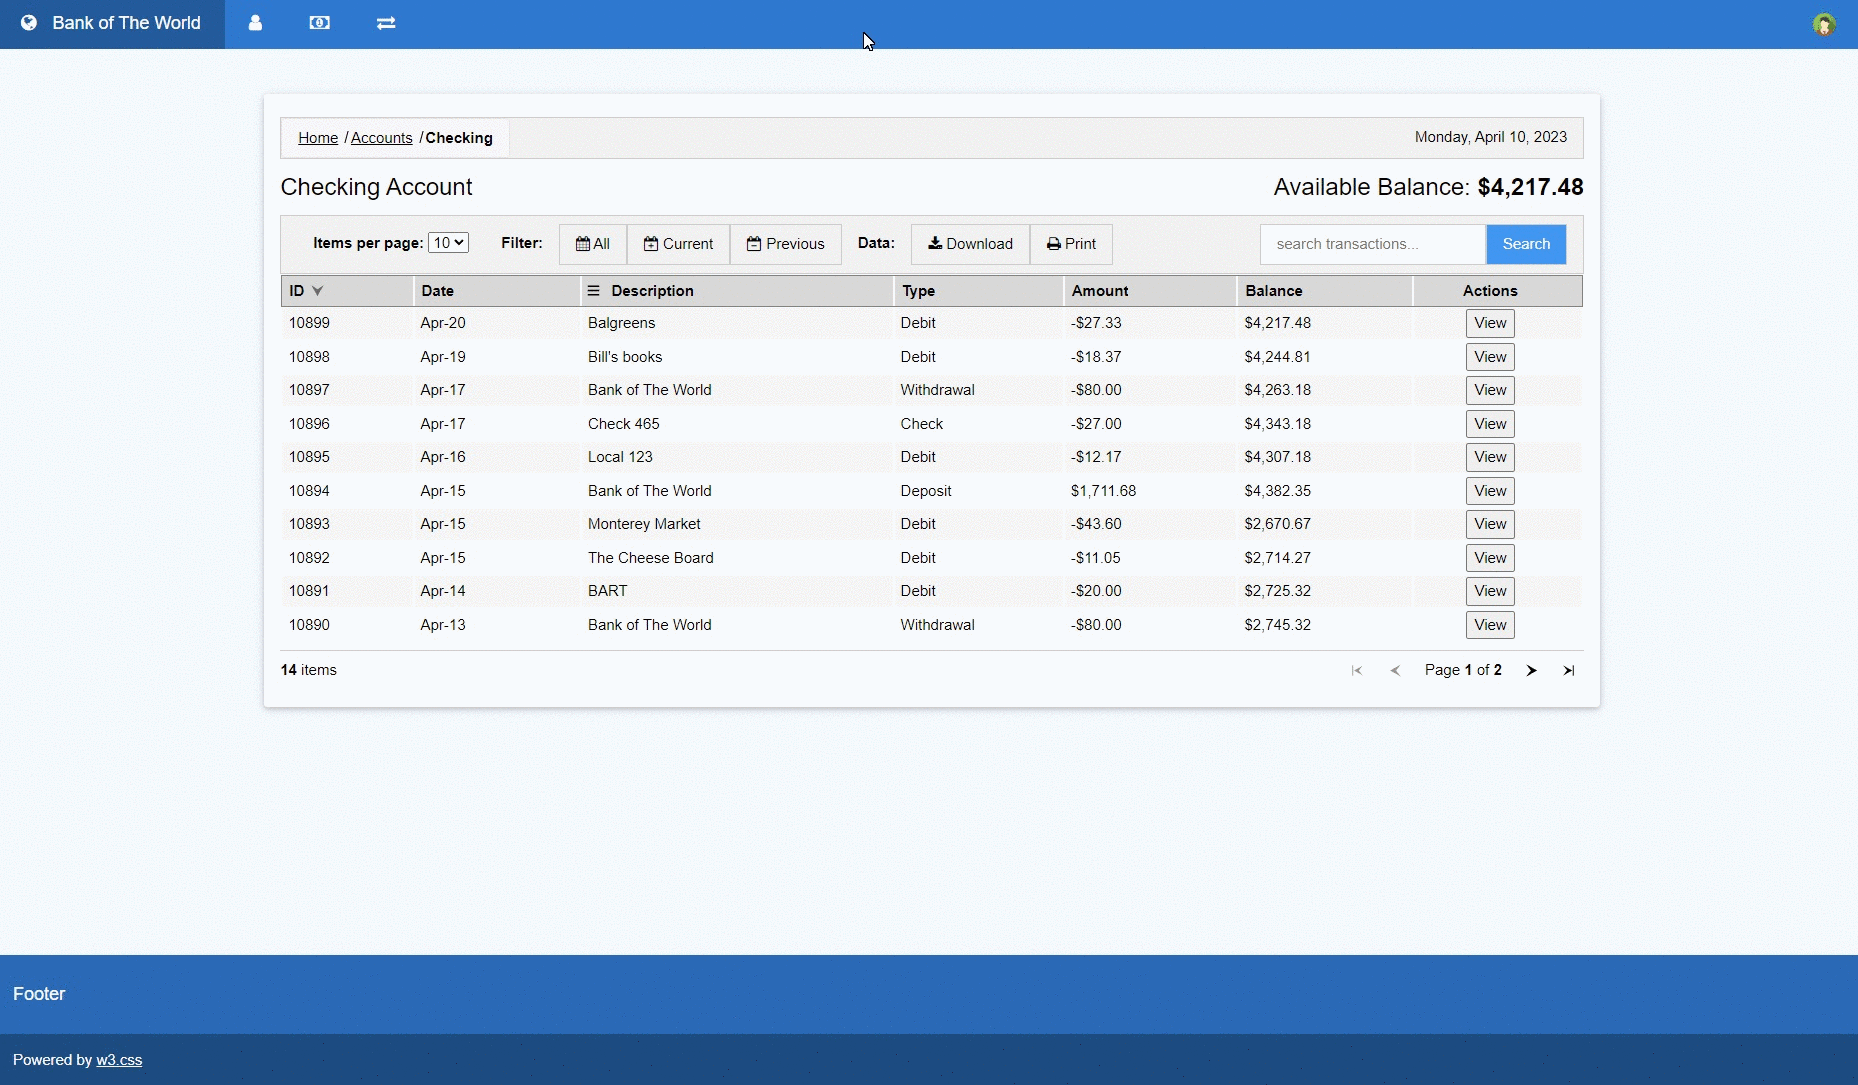 Bank of The World
Home / Accounts / Checking Monday, April 10, 2023
Checking Account Available Balance: $4,217.48
Items per page: 10 Filter: All Current Previous Data: Download Print search transactions... Search
ID Date Description Type Amount Balance Actions
10899 Apr-20 Balgreens Debit -$27.33 $4,217.48 View
10898 Apr-19 Bill's books Debit -$18.37 $4,244.81 View
10897 Apr-17 Bank of The World Withdrawal -$80.00 $4,263.18 View
10896 Apr-17 Check 465 Check -$27.00 $4,343.18 View
10895 Apr-16 Local 123 Debit -$12.17 $4,307.18 View
10894 Apr-15 Bank of The World Deposit $1,711.68 $4,382.35 View
10893 Apr-15 Monterey Market Debit -$43.60 $2,670.67 View
10892 Apr-15 The Cheese Board Debit -$11.05 $2,714.27 View
10891 Apr-14 BART Debit -$20.00 $2,725.32 View
10890 Apr-13 Bank of The World Withdrawal -$80.00 $2,745.32 View
14 items Page 1 of 2
Footer
Powered by w3.css